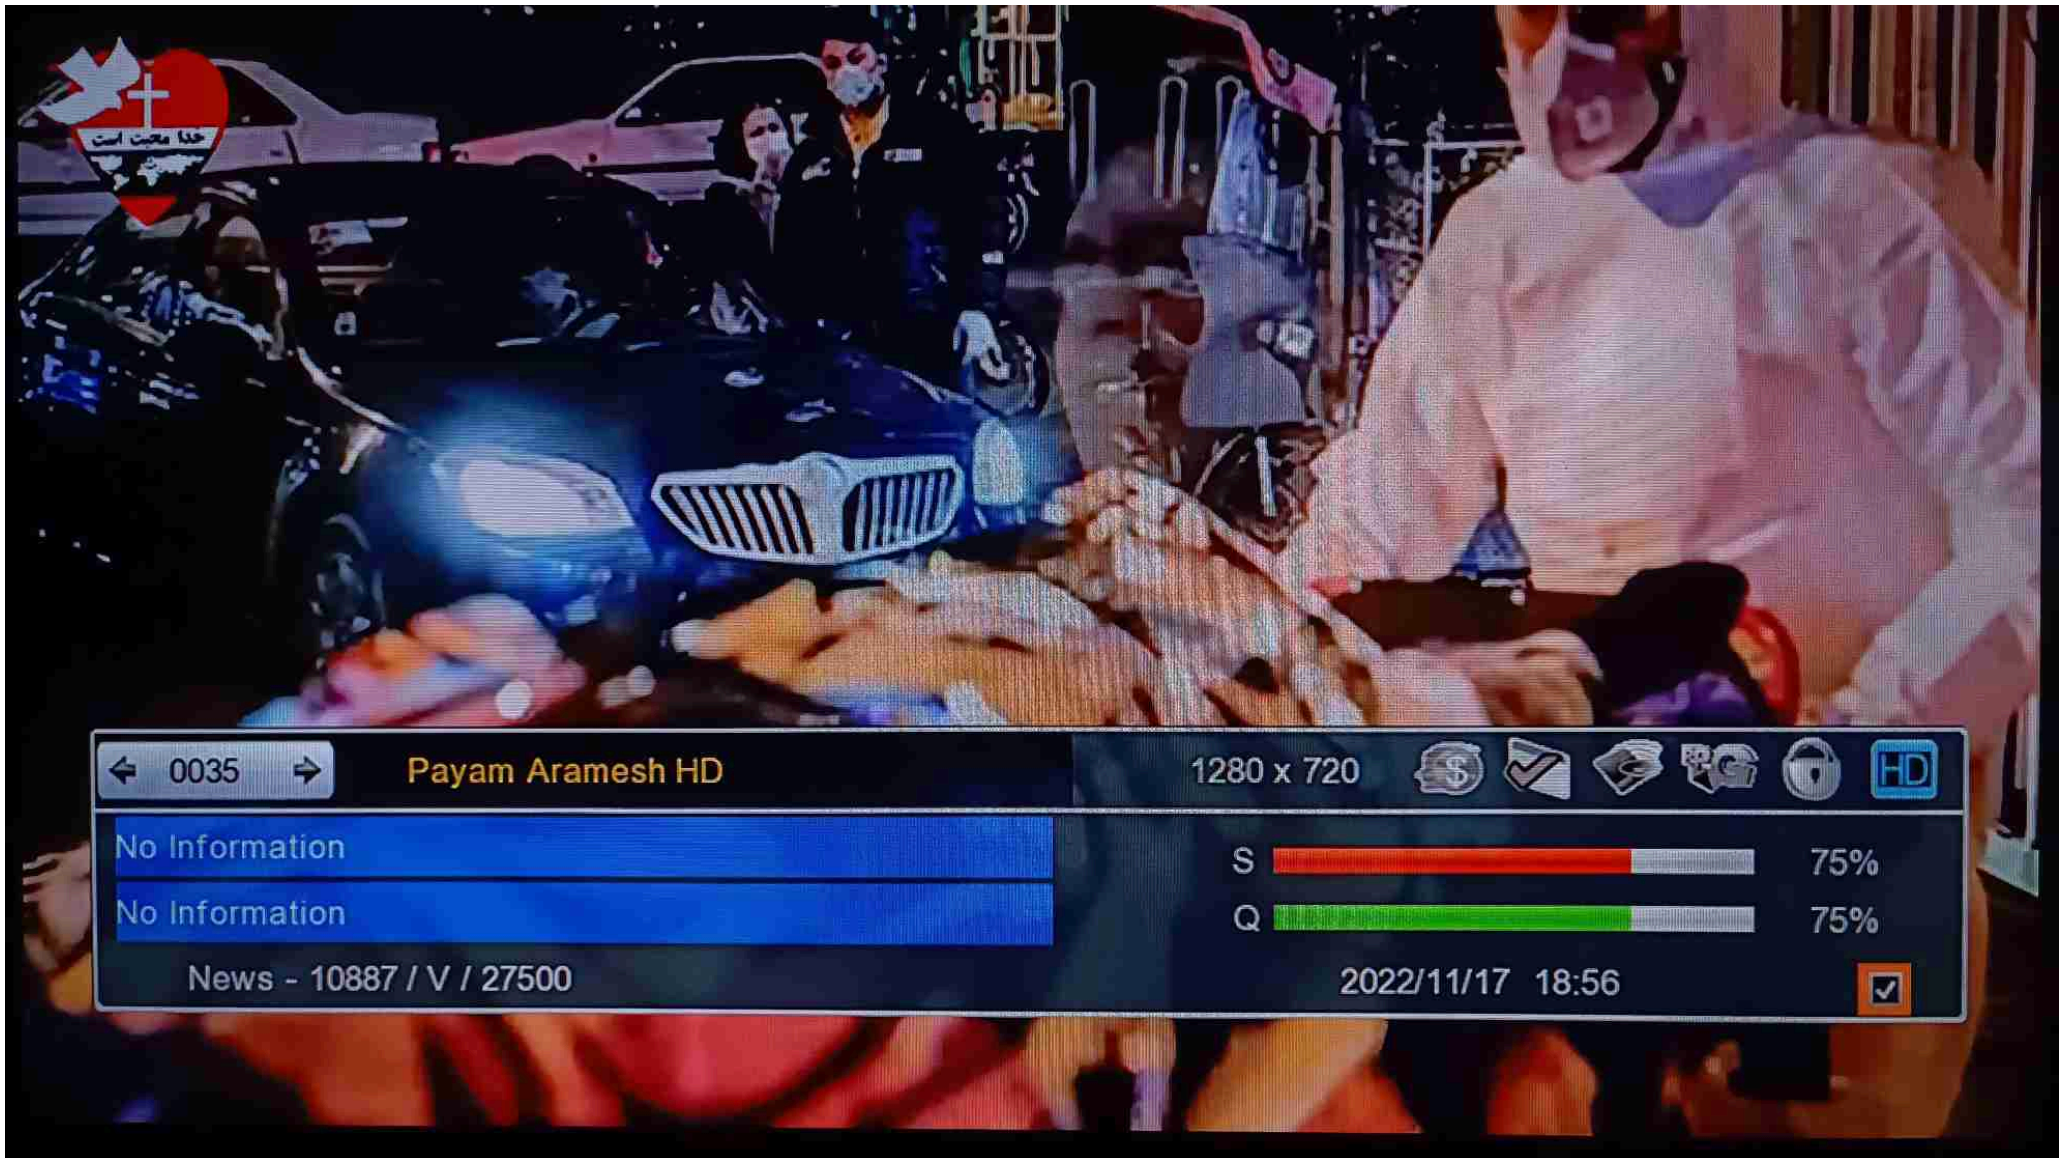 خدا محبت است
0035
Payam Aramesh HD
1280 x 720
$
HD
No Information
No Information
S 75%
Q 75%
News - 10887 / V / 27500
2022/11/17 18:56